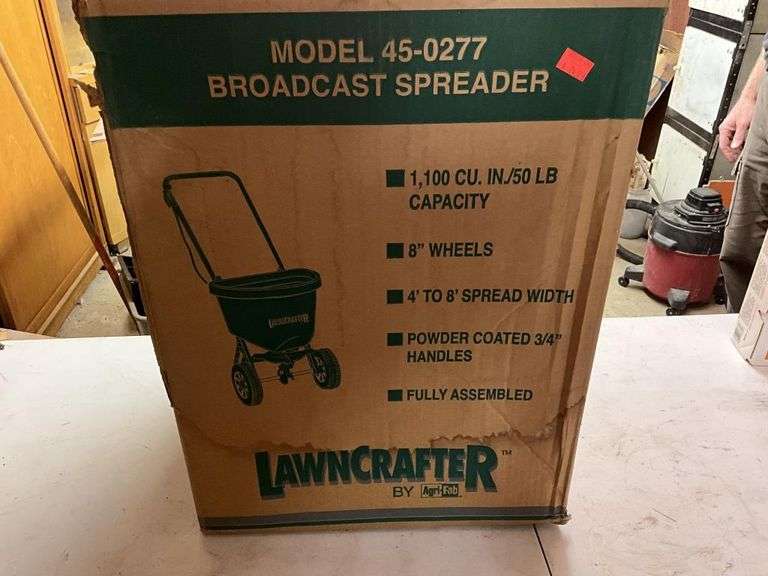 MODEL 45-0277
BROADCAST SPREADER
1,100 CU. IN./50 LB
CAPACITY
8" WHEELS
4' TO 8' SPREAD WIDTH
POWDER COATED 3/4"
HANDLES
FULLY ASSEMBLED
LAWNCRAFTER
LAWNCRAFTER™
BY Agri-Fab